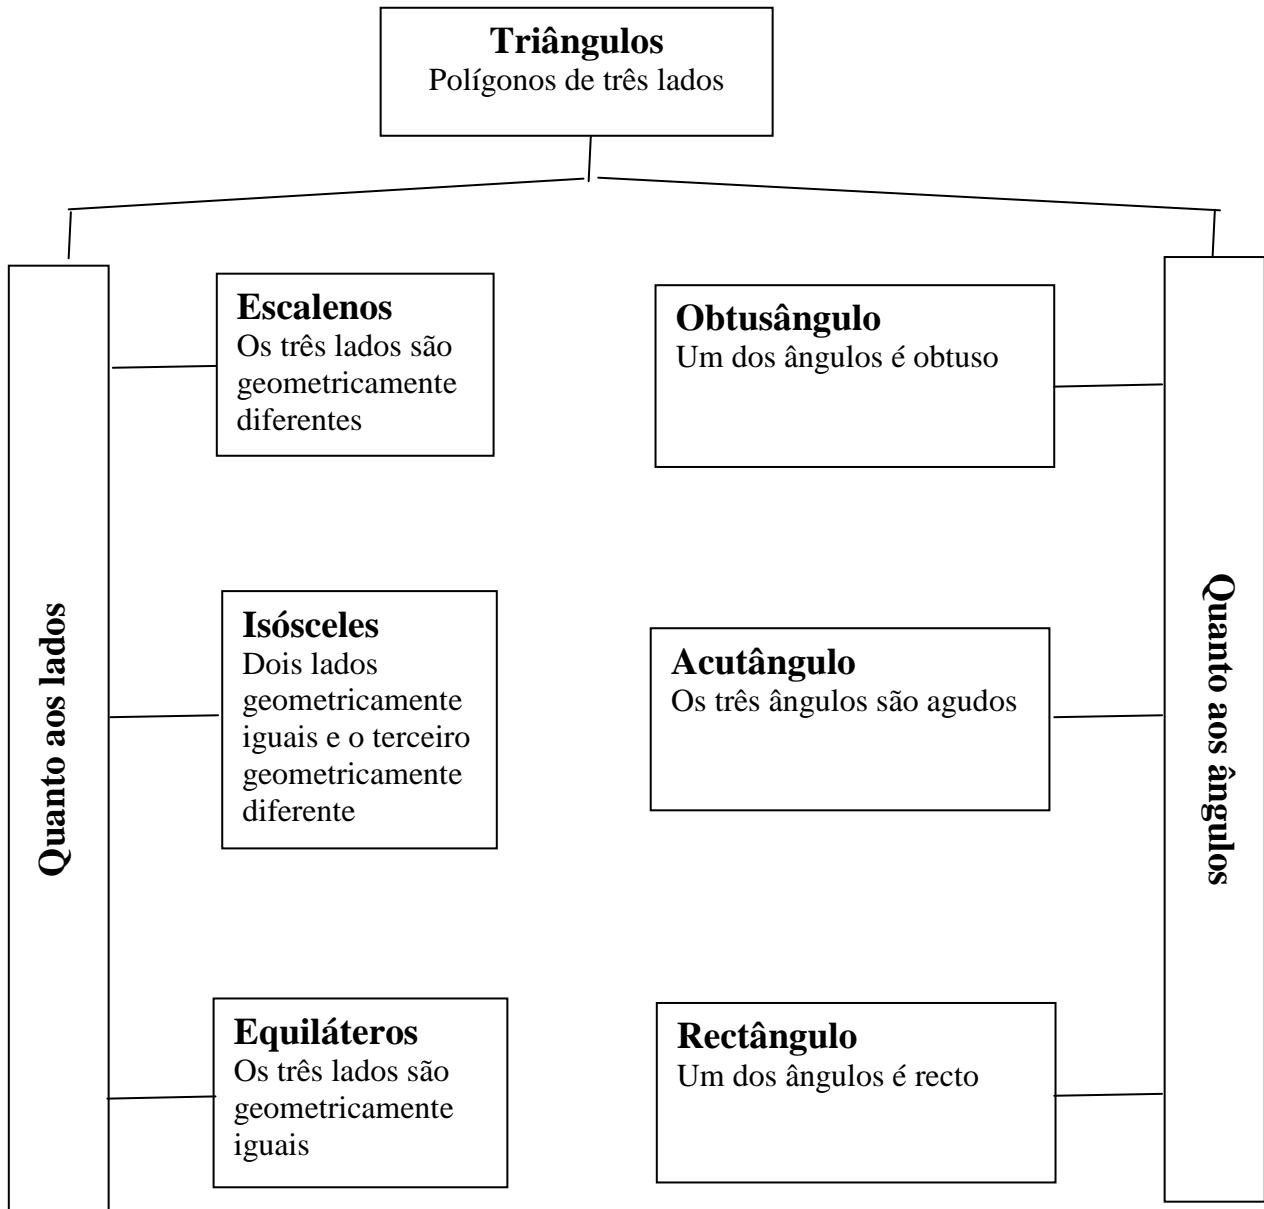 Triângulos
Polígonos de três lados
Quanto aos lados
Escalenos
Os três lados são
geometricamente
diferentes
Isósceles
Dois lados
geometricamente
iguais e o terceiro
geometricamente
diferente
Equiláteros
Os três lados são
geometricamente
iguais
Obtusângulo
Um dos ângulos é obtuso
Acutângulo
Os três ângulos são agudos
Rectângulo
Um dos ângulos é recto
Quanto aos ângulos